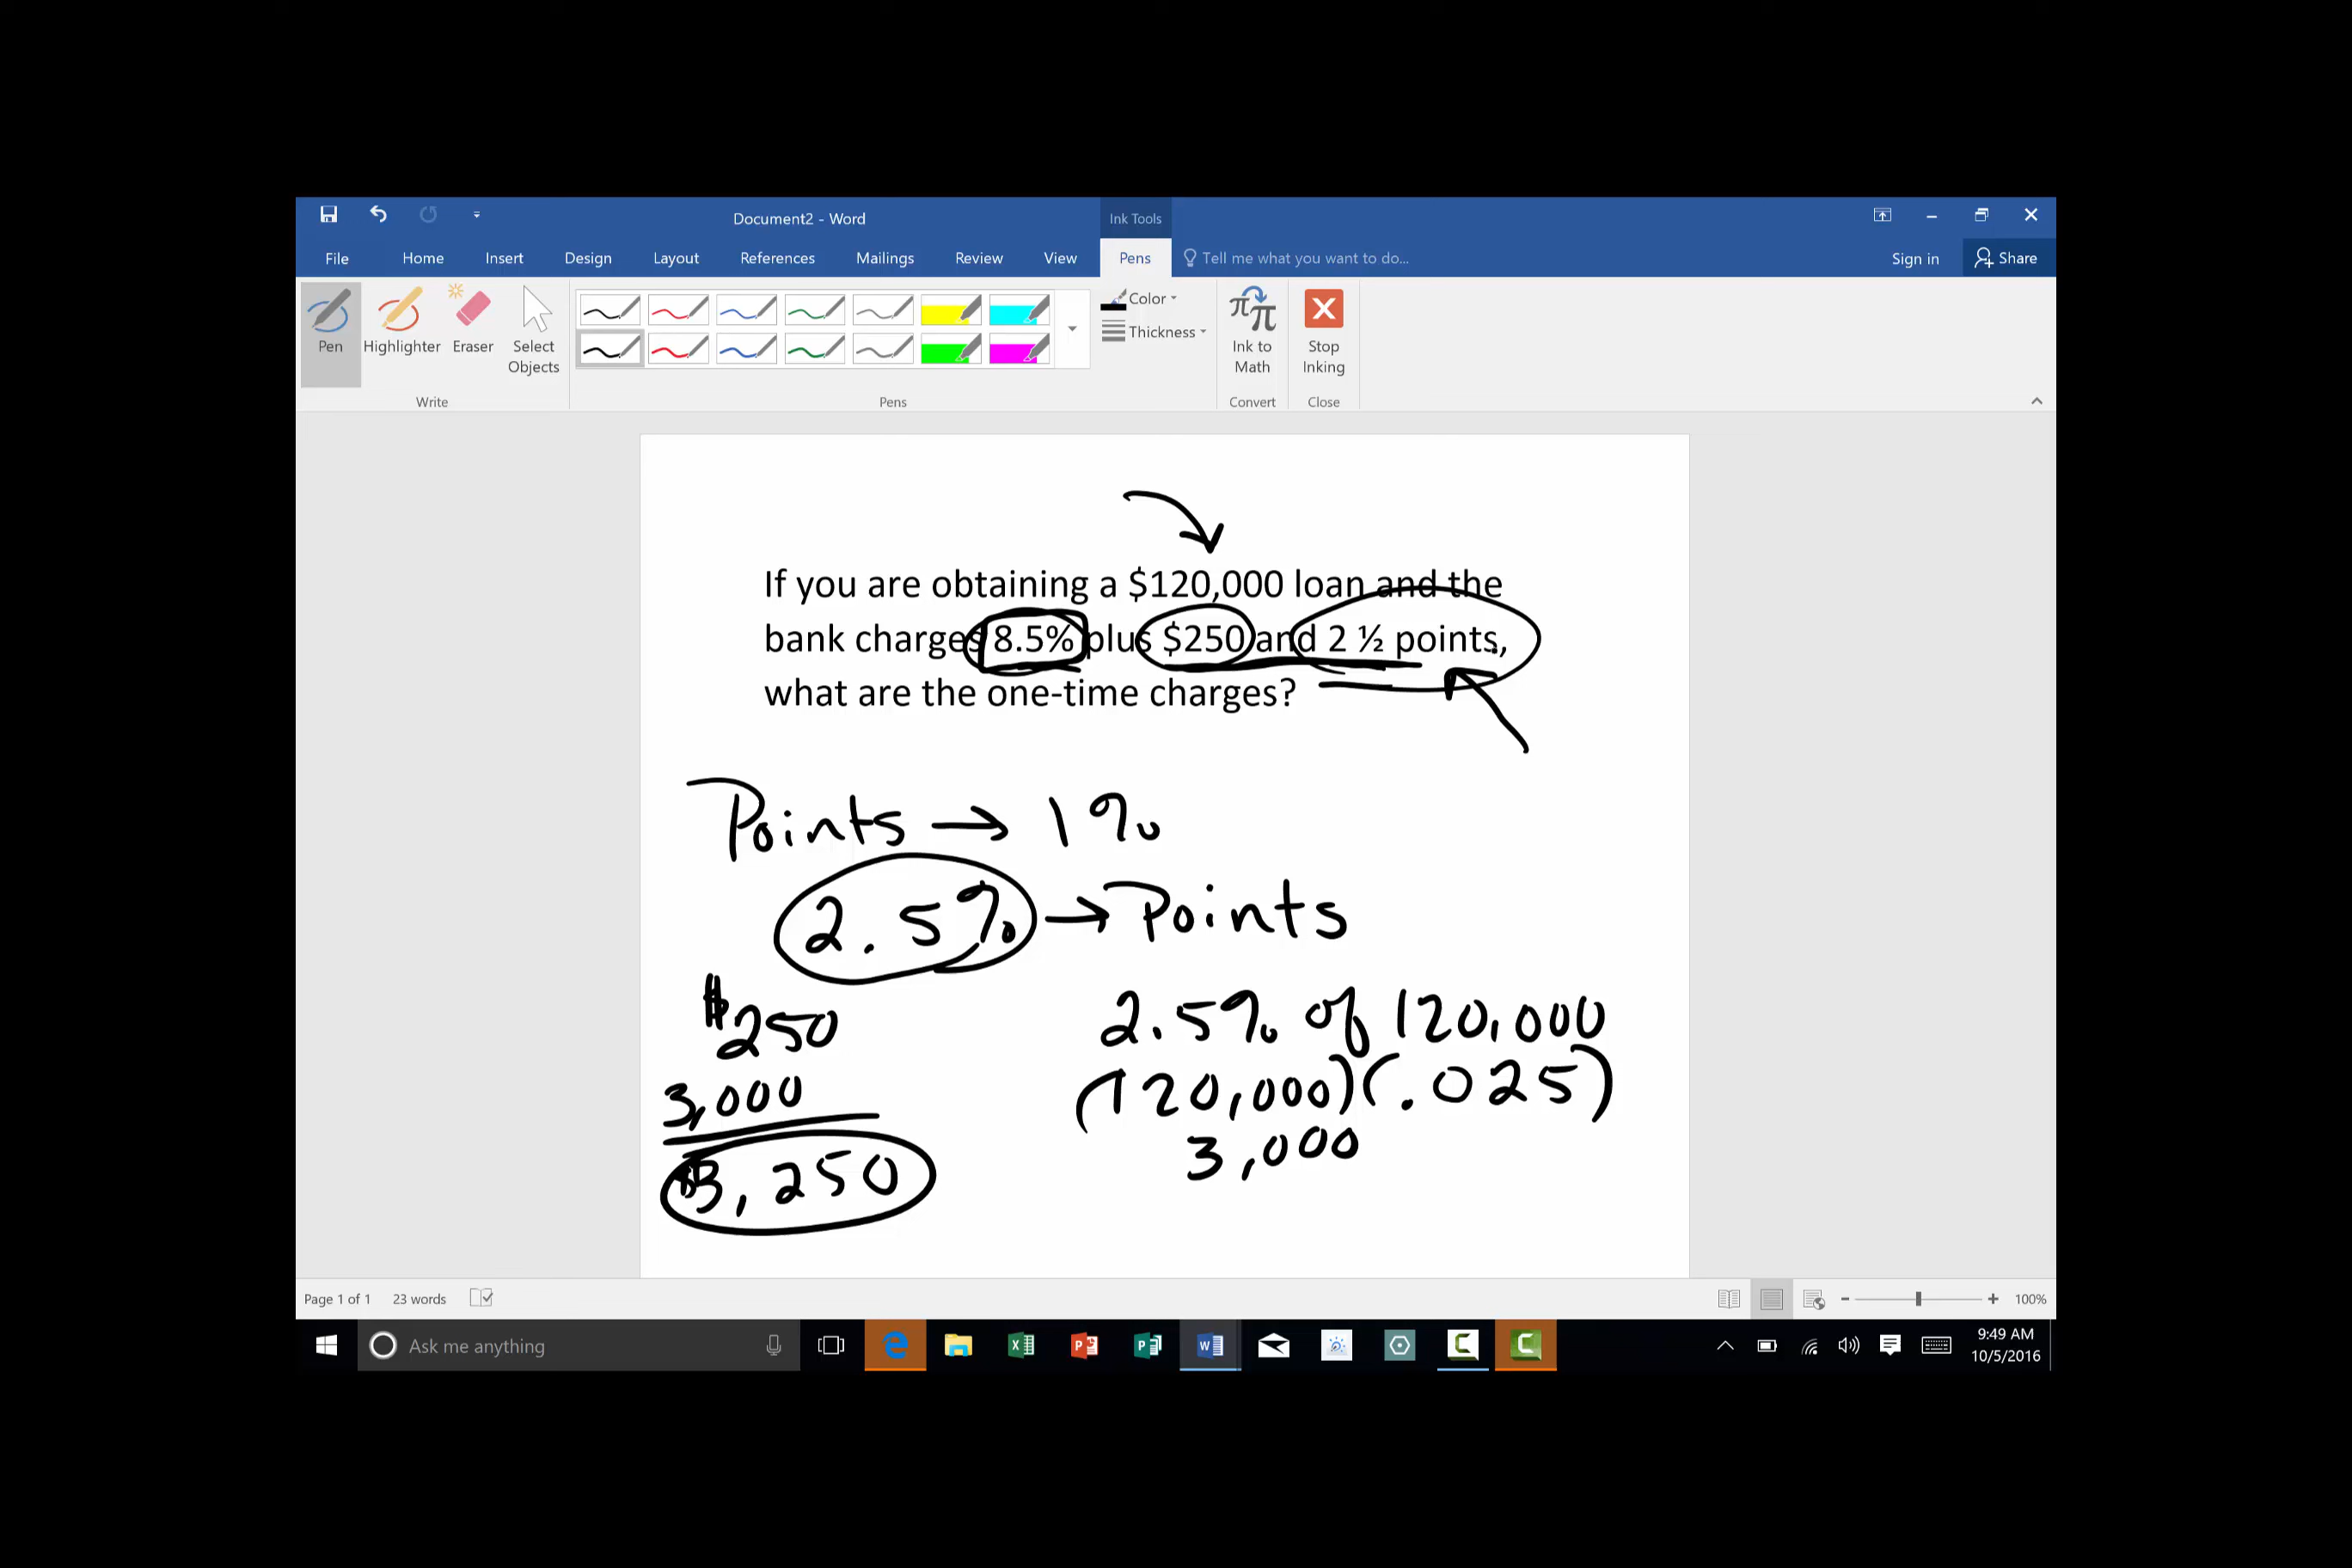 Document2 - Word
Ink Tools
File Home Insert Design Layout References Mailings Review View Pens Tell me what you want to do... Sign in Share
Pen Highlighter Eraser Select Objects
Color
Thickness
Ink to Math
Stop Inking
Write Pens Convert Close
If you are obtaining a $120,000 loan and the
bank charges 8.5% plus $250 and 2 ½ points,
what are the one-time charges?
Points → 1%
2.5% → Points
$250
3,000
$3,250
2.5% of 120,000
(120,000)(.025)
3,000
Page 1 of 1 23 words 100%
Ask me anything
9:49 AM
10/5/2016